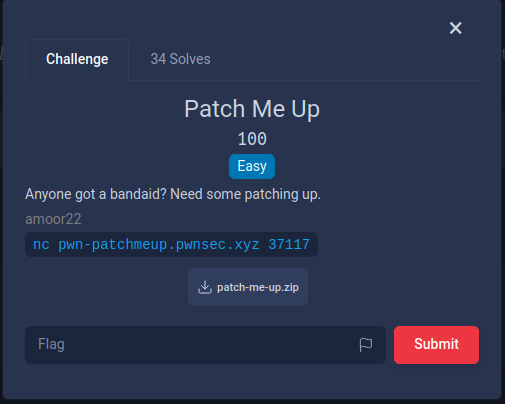 ×
Challenge
34 Solves
Patch Me Up
100
Easy
Anyone got a bandaid? Need some patching up.
amoor22
nc pwn-patchmeup.pwnsec.xyz 37117
patch-me-up.zip
Flag
Submit